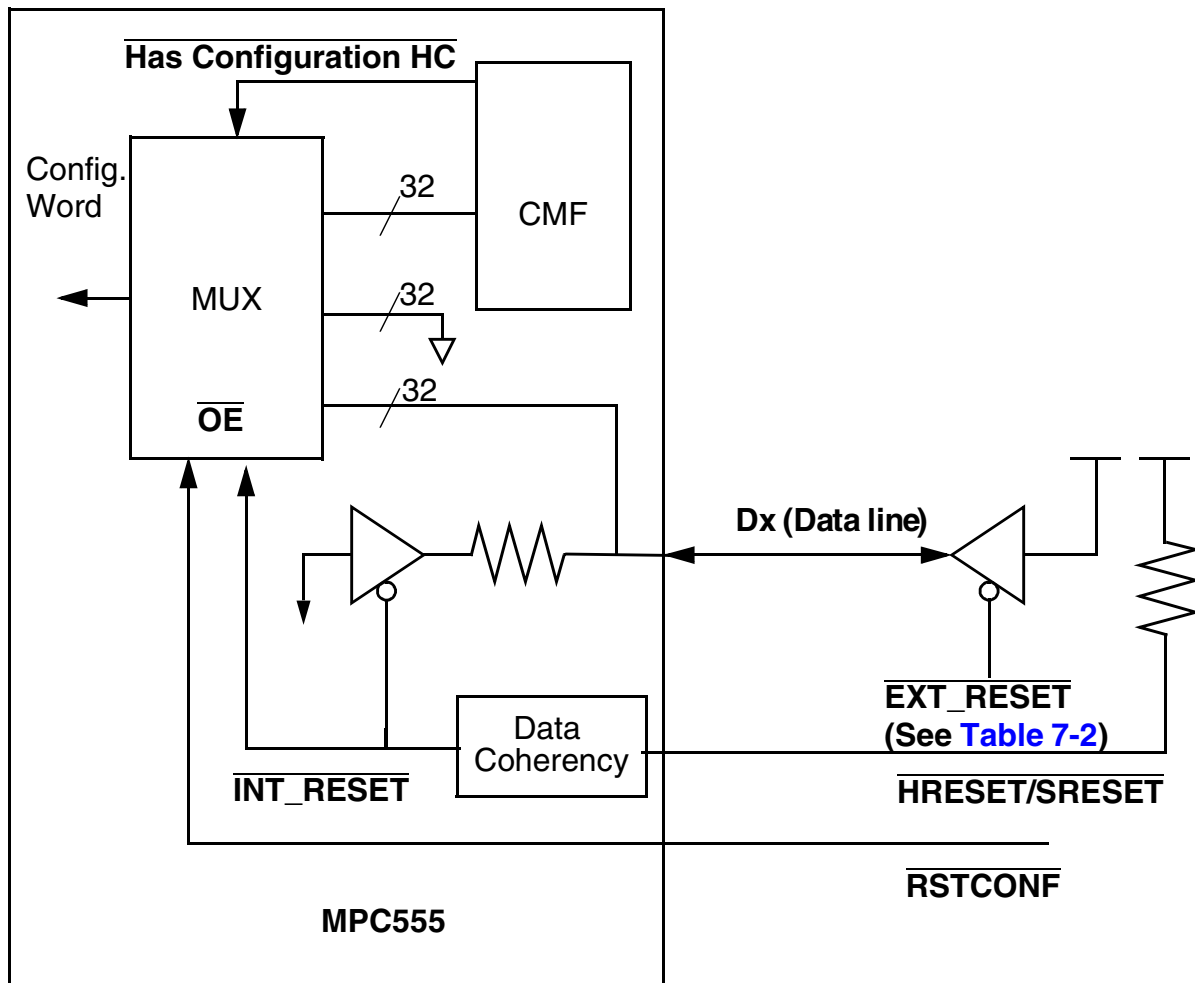 Has Configuration HC
Config.
Word
32
CMF
MUX
32
32
OE
Dx (Data line)
EXT_RESET
(See Table 7-2)
Data
Coherency
INT_RESET
HRESET/SRESET
RSTCONF
MPC555